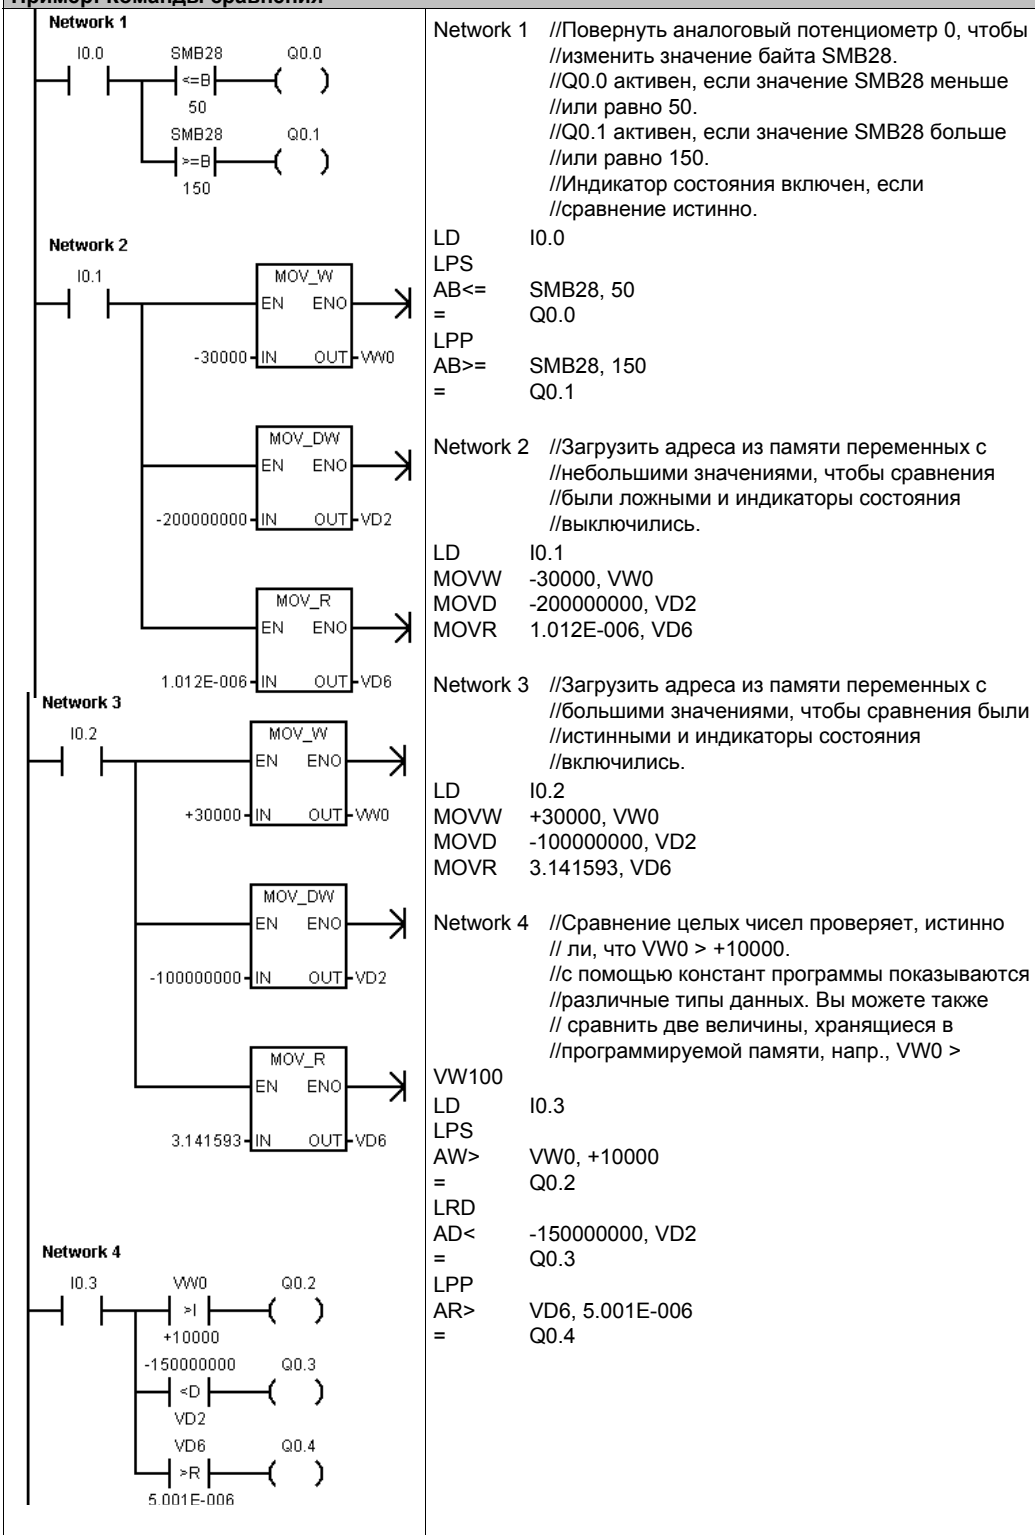 Пример: Команды сравнения
Network 1
I0.0 SMB28 Q0.0
<=B
50
SMB28 Q0.1
>=B
150
Network 2
I0.1
MOV_W
EN ENO
-30000 IN OUT VW0
MOV_DW
EN ENO
-200000000 IN OUT VD2
MOV_R
EN ENO
1.012E-006 IN OUT VD6
Network 3
I0.2
MOV_W
EN ENO
+30000 IN OUT VW0
MOV_DW
EN ENO
-100000000 IN OUT VD2
MOV_R
EN ENO
3.141593 IN OUT VD6
Network 4
I0.3 VW0 Q0.2
>I
+10000
-150000000 Q0.3
<D
VD2
VD6 Q0.4
>R
5.001E-006
Network 1 //Повернуть аналоговый потенциометр 0, чтобы
//изменить значение байта SMB28.
//Q0.0 активен, если значение SMB28 меньше
//или равно 50.
//Q0.1 активен, если значение SMB28 больше
//или равно 150.
//Индикатор состояния включен, если
//сравнение истинно.
LD I0.0
LPS
AB<= SMB28, 50
= Q0.0
LPP
AB>= SMB28, 150
= Q0.1
Network 2 //Загрузить адреса из памяти переменных с
//небольшими значениями, чтобы сравнения
//были ложными и индикаторы состояния
//выключились.
LD I0.1
MOVW -30000, VW0
MOVD -200000000, VD2
MOVR 1.012E-006, VD6
Network 3 //Загрузить адреса из памяти переменных с
//большими значениями, чтобы сравнения были
//истинными и индикаторы состояния
//включились.
LD I0.2
MOVW +30000, VW0
MOVD -100000000, VD2
MOVR 3.141593, VD6
Network 4 //Сравнение целых чисел проверяет, истинно
// ли, что VW0 > +10000.
//с помощью констант программы показываются
//различные типы данных. Вы можете также
// сравнить две величины, хранящиеся в
//программируемой памяти, напр., VW0 >
VW100
LD I0.3
LPS
AW> VW0, +10000
= Q0.2
LRD
AD< -150000000, VD2
= Q0.3
LPP
AR> VD6, 5.001E-006
= Q0.4